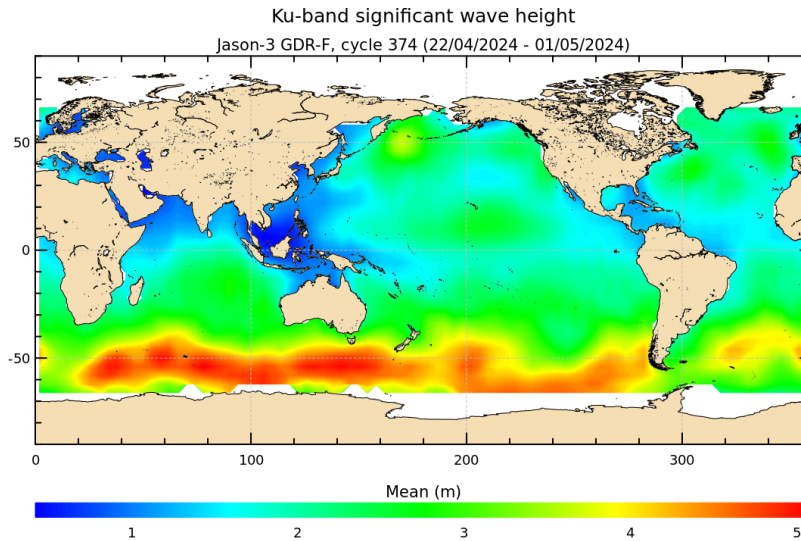 Ku-band significant wave height
Jason-3 GDR-F, cycle 374 (22/04/2024 - 01/05/2024)
50
0
-50
0 100 200 300
Mean (m)
1 2 3 4 5